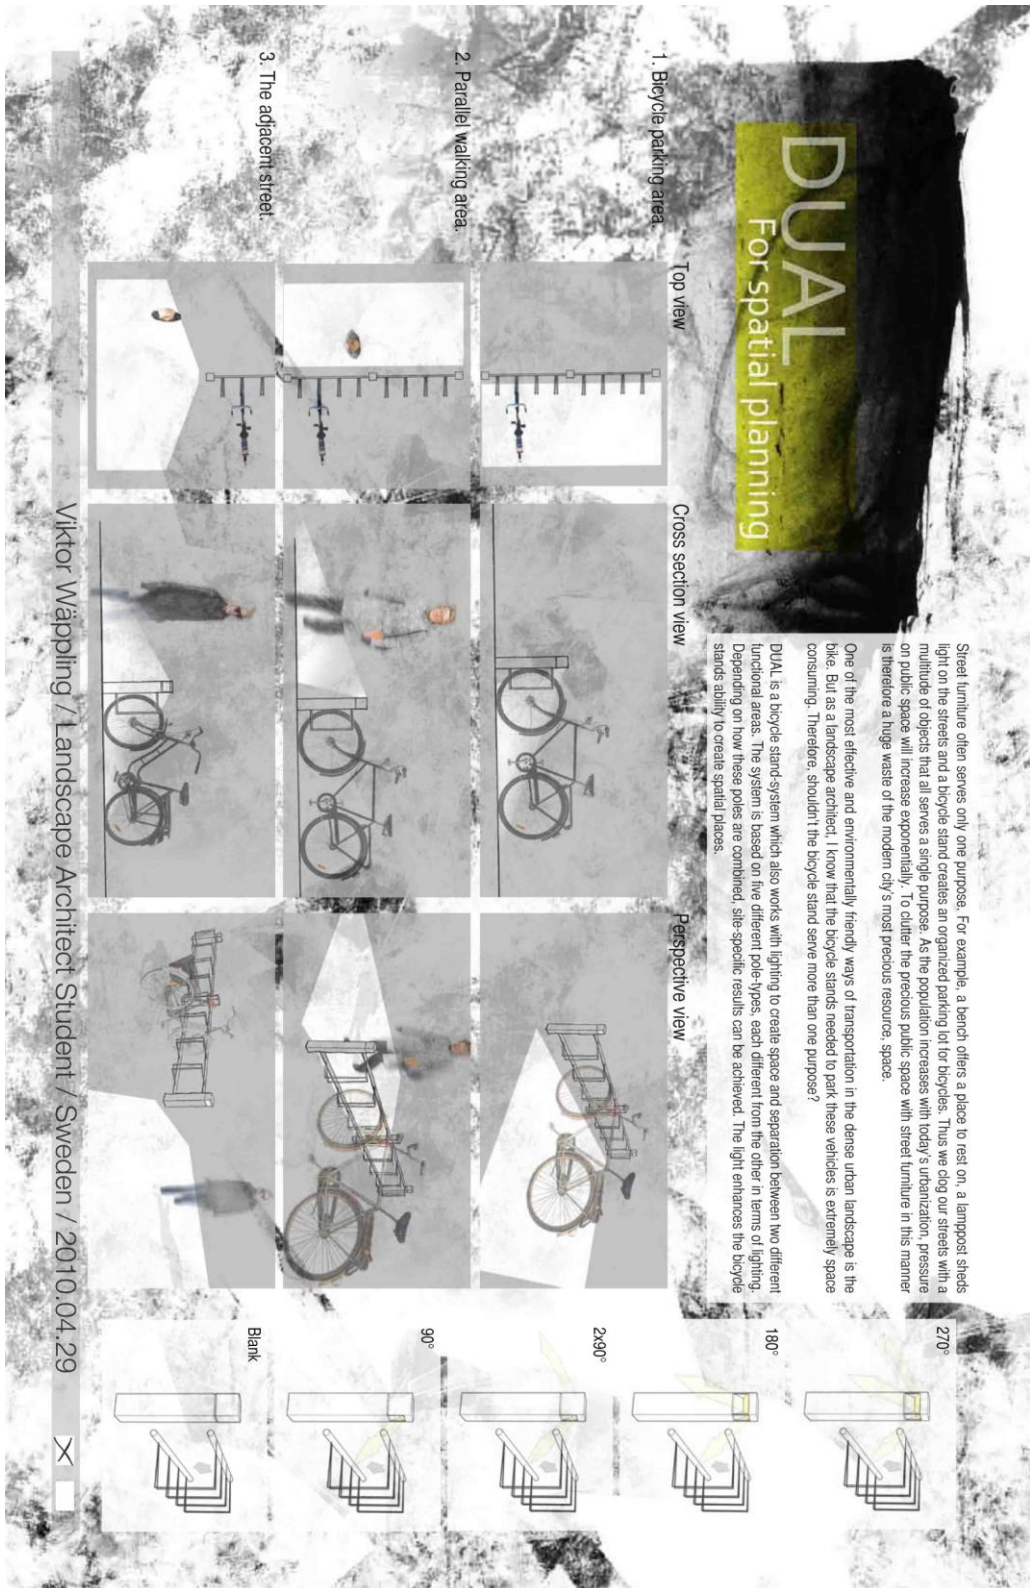 DUAL
For spatial planning
Street furniture often serves only one purpose. For example, a bench offers a place to rest on, a lamppost sheds
light on the streets and a bicycle stand creates an organized parking lot for bicycles. Thus we clog our streets with a
multitude of objects that all serves a single purpose. As the population increases with today's urbanization, pressure
on public space will increase exponentially. To clutter the precious public space with street furniture in this manner
is therefore a huge waste of the modern city's most precious resource, space.
One of the most effective and environmentally friendly ways of transportation in the dense urban landscape is the
bike. But as a landscape architect, I know that the bicycle stands needed to park these vehicles is extremely space
consuming. Therefore, shouldn't the bicycle stand serve more than one purpose?
DUAL is a bicycle stand-system which also works with lighting to create space and separation between two different
functional areas. The system is based on five different pole-types, each different from the other in terms of lighting.
Depending on how these poles are combined, site-specific results can be achieved. The light enhances the bicycle
stands ability to create spatial places.
Top view
Cross section view
Perspective view
1. Bicycle parking area.
2. Parallel walking area.
3. The adjacent street.
270°
180°
2x90°
90°
Blank
Viktor Wäppling / Landscape Architect Student / Sweden / 2010.04.29